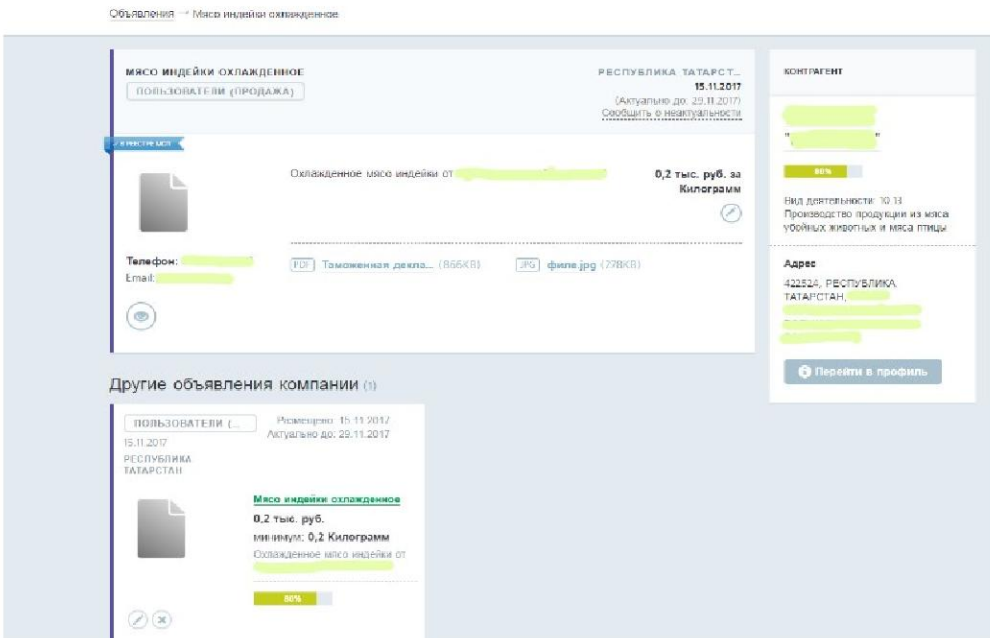 Объявления → Мясо индейки охлажденное
МЯСО ИНДЕЙКИ ОХЛАЖДЕННОЕ
ПОЛЬЗОВАТЕЛИ (ПРОДАЖА)
РЕСПУБЛИКА ТАТАРСТ...
15.11.2017
(Актуально до: 29.11.2017)
Сообщить о неактуальности
Охлажденное мясо индейки от
0,2 тыс. руб. за
Килограмм
Телефон:
Email:
PDF Таможенная декла... (866KB)
JPG филе.jpg (778KB)
КОНТРАГЕНТ
" "
80%
Вид деятельности: 10.13
Производство продукции из мяса
убойных животных и мяса птицы
Адрес
422524, РЕСПУБЛИКА
ТАТАРСТАН,
Перейти в профиль
Другие объявления компании (1)
ПОЛЬЗОВАТЕЛИ (...
15.11.2017
РЕСПУБЛИКА
ТАТАРСТАН
Размещено: 15.11.2017
Актуально до: 29.11.2017
Мясо индейки охлажденное
0,2 тыс. руб.
минимум: 0,2 Килограмм
Охлажденное мясо индейки от
80%